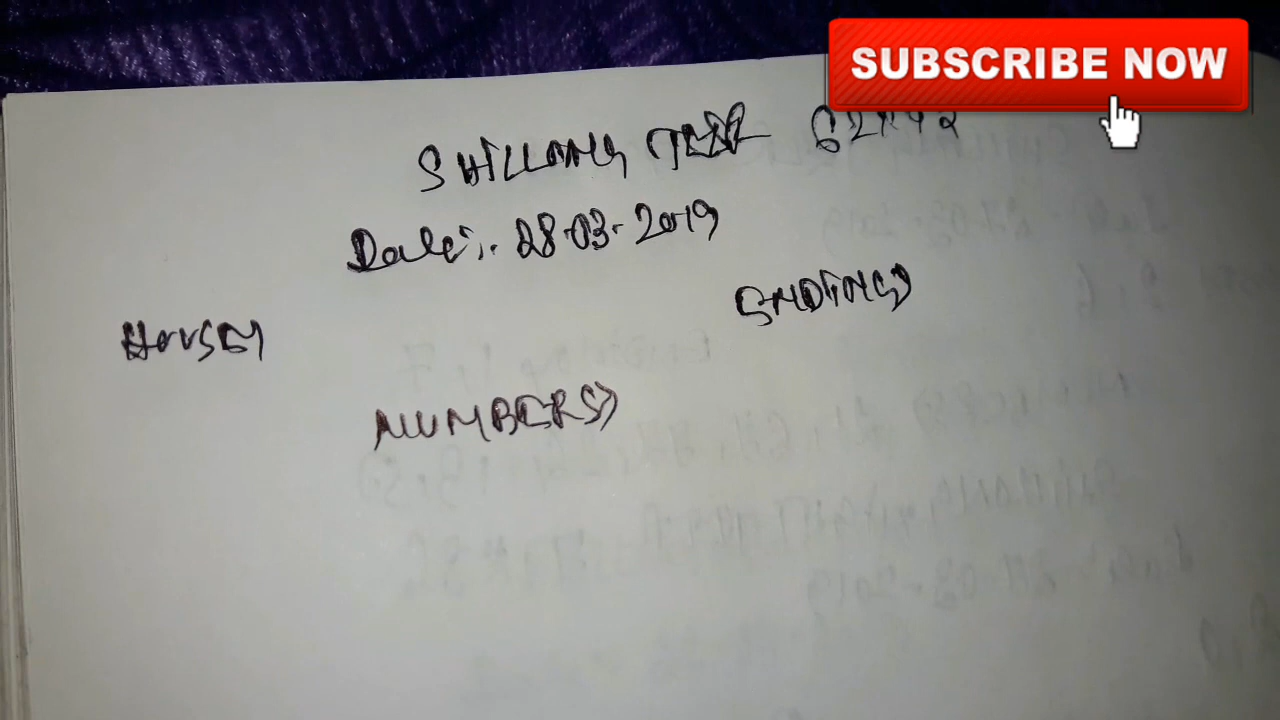 SUBSCRIBE NOW
SHILLONG TEER
Date:. 28.03.2019
ENDING)
HOUSE)
NUMBERS)